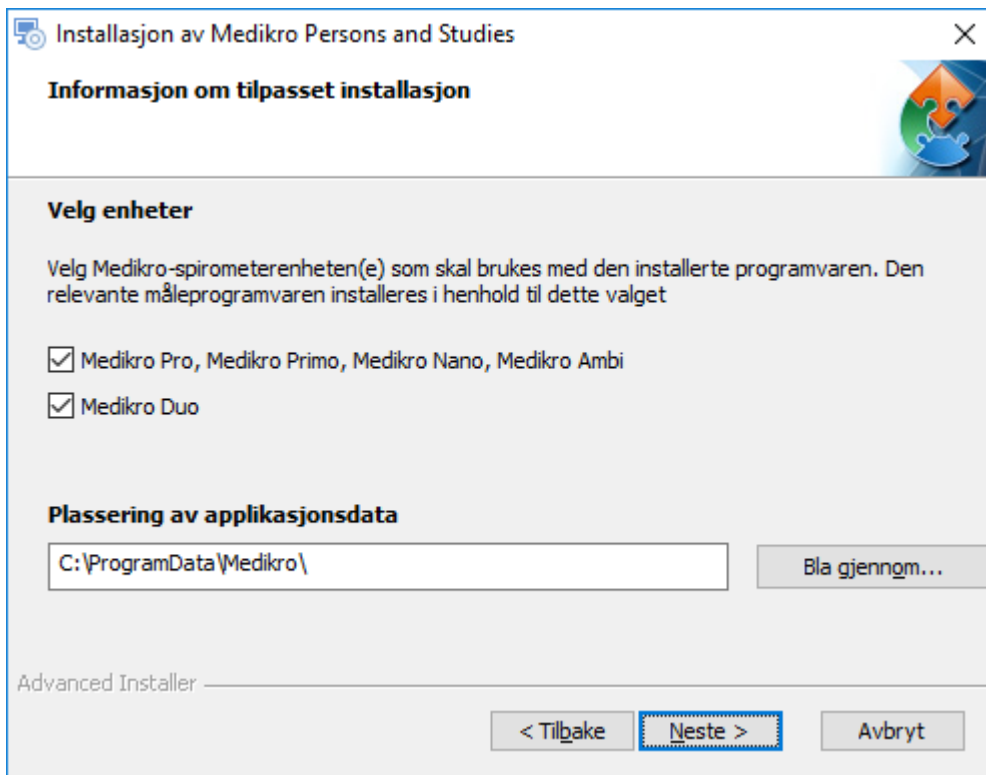 Installasjon av Medikro Persons and Studies
Informasjon om tilpasset installasjon
Velg enheter
Velg Medikro-spirometerenheten(e) som skal brukes med den installerte programvaren. Den
relevante måleprogramvaren installeres i henhold til dette valget
Medikro Pro, Medikro Primo, Medikro Nano, Medikro Ambi
Medikro Duo
Plassering av applikasjonsdata
C:\ProgramData\Medikro\
Bla gjennom...
Advanced Installer
< Tilbake
Neste >
Avbryt